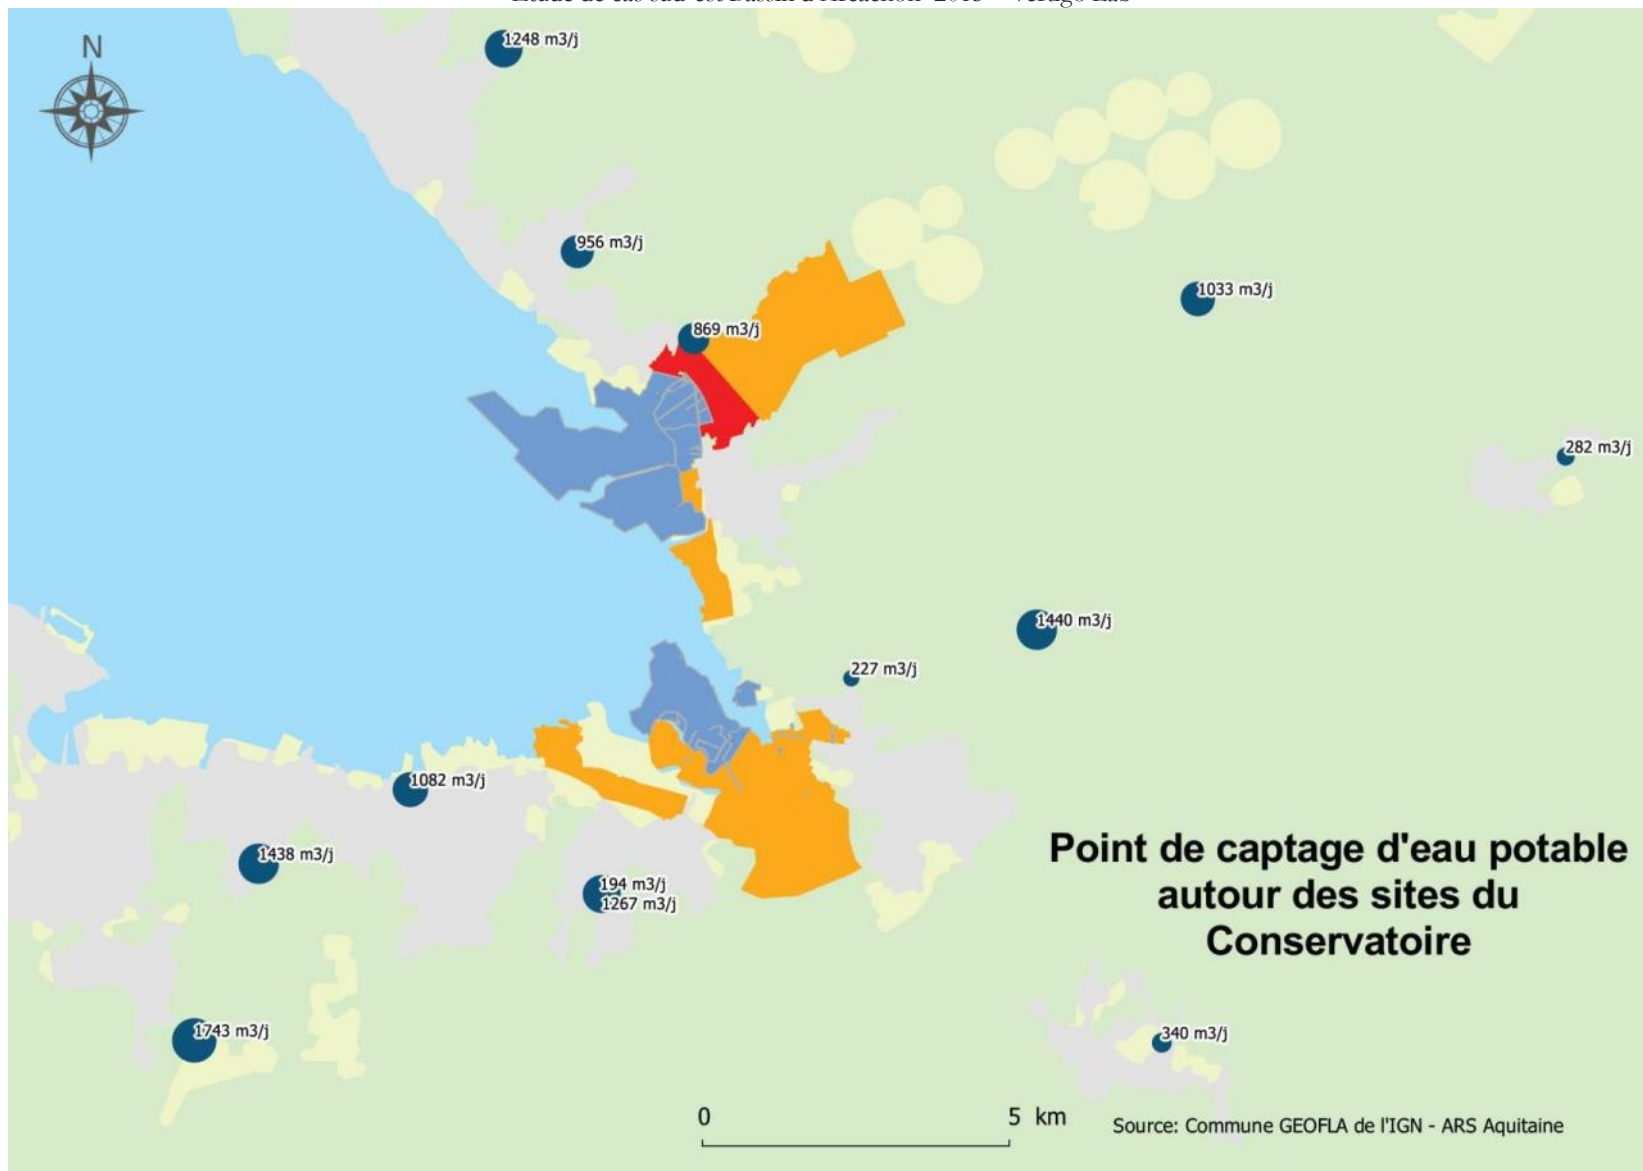 N
1248 m3/j
956 m3/j
1033 m3/j
869 m3/j
282 m3/j
1440 m3/j
227 m3/j
1082 m3/j
1438 m3/j
194 m3/j
1267 m3/j
Point de captage d'eau potable
autour des sites du
Conservatoire
1743 m3/j
340 m3/j
0 5 km
Source: Commune GEOFLA de l'IGN - ARS Aquitaine